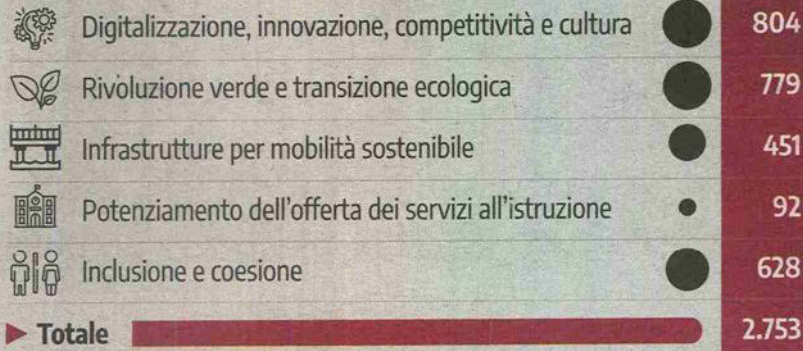 Digitalizzazione, innovazione, competitività e cultura 804
Rivoluzione verde e transizione ecologica 779
Infrastrutture per mobilità sostenibile 451
Potenziamento dell'offerta dei servizi all'istruzione 92
Inclusione e coesione 628
Totale 2.753